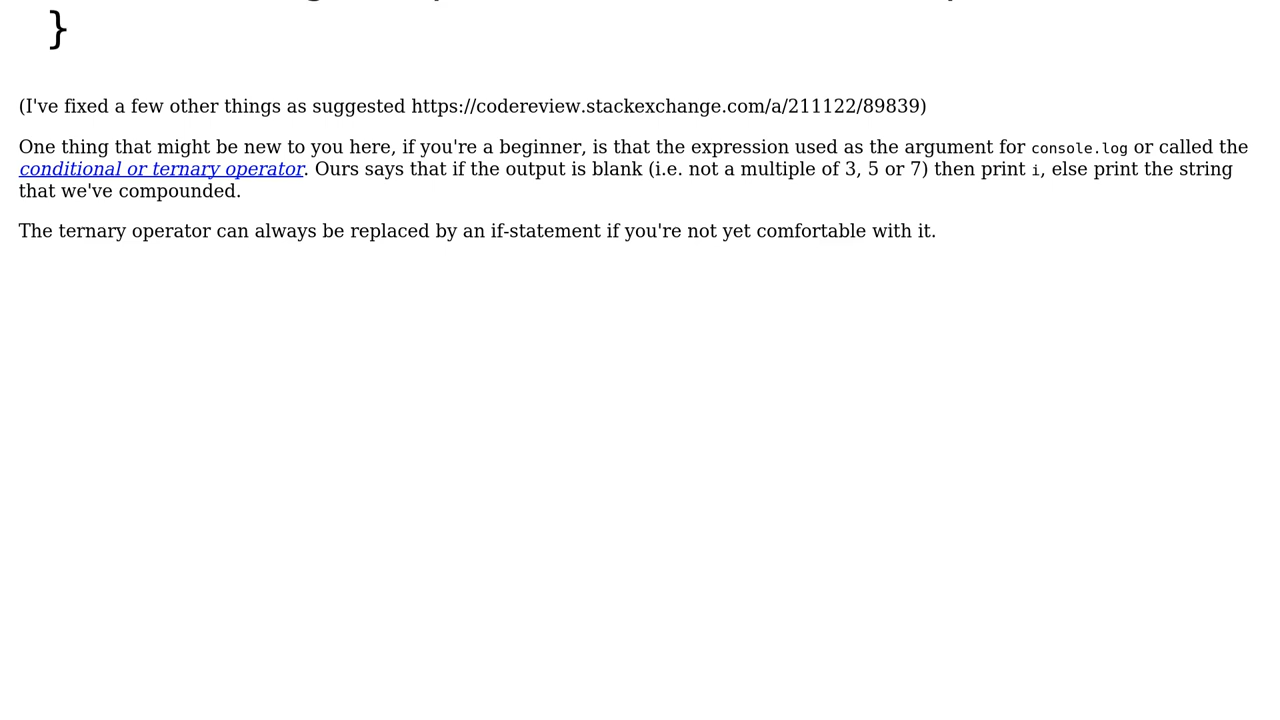 }
(I've fixed a few other things as suggested https://codereview.stackexchange.com/a/211122/89839)
One thing that might be new to you here, if you're a beginner, is that the expression used as the argument for console.log or called the
conditional or ternary operator. Ours says that if the output is blank (i.e. not a multiple of 3, 5 or 7) then print i, else print the string
that we've compounded.
The ternary operator can always be replaced by an if-statement if you're not yet comfortable with it.